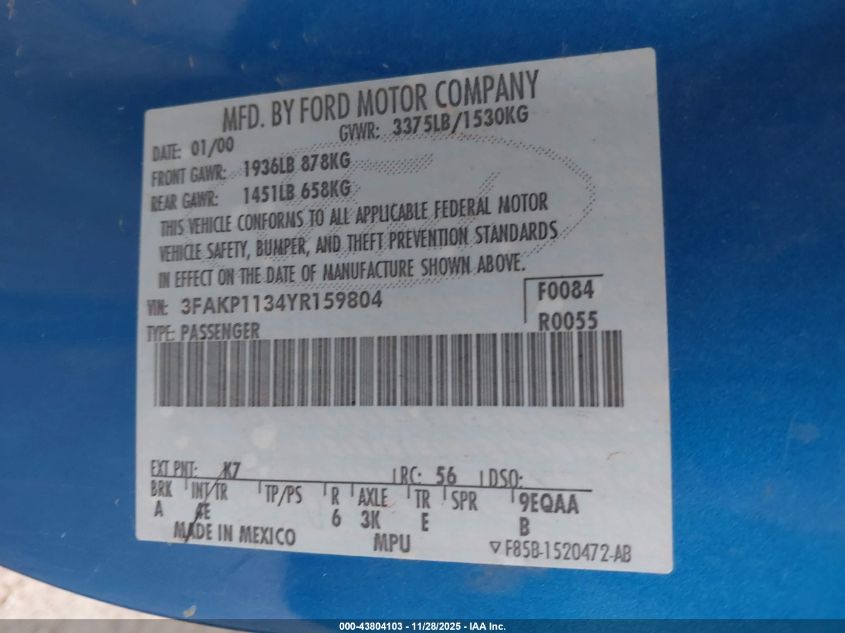 MFD. BY FORD MOTOR COMPANY
DATE: 01/00 GVWR: 3375LB/1530KG
FRONT GAWR: 1936LB 878KG
REAR GAWR: 1451LB 658KG
THIS VEHICLE CONFORMS TO ALL APPLICABLE FEDERAL MOTOR
VEHICLE SAFETY, BUMPER, AND THEFT PREVENTION STANDARDS
IN EFFECT ON THE DATE OF MANUFACTURE SHOWN ABOVE.
VIN: 3FAKP1134YR159804 F0084
TYPE: PASSENGER R0055
EXT PNT: K7 RC: 56 DSO:
BRK INT/TR TP/PS R AXLE TR SPR 9EQAA
A AE 6 3K E B
MADE IN MEXICO MPU ▽ F85B-1520472-AB
000-43804103 - 11/28/2025 - IAA Inc.